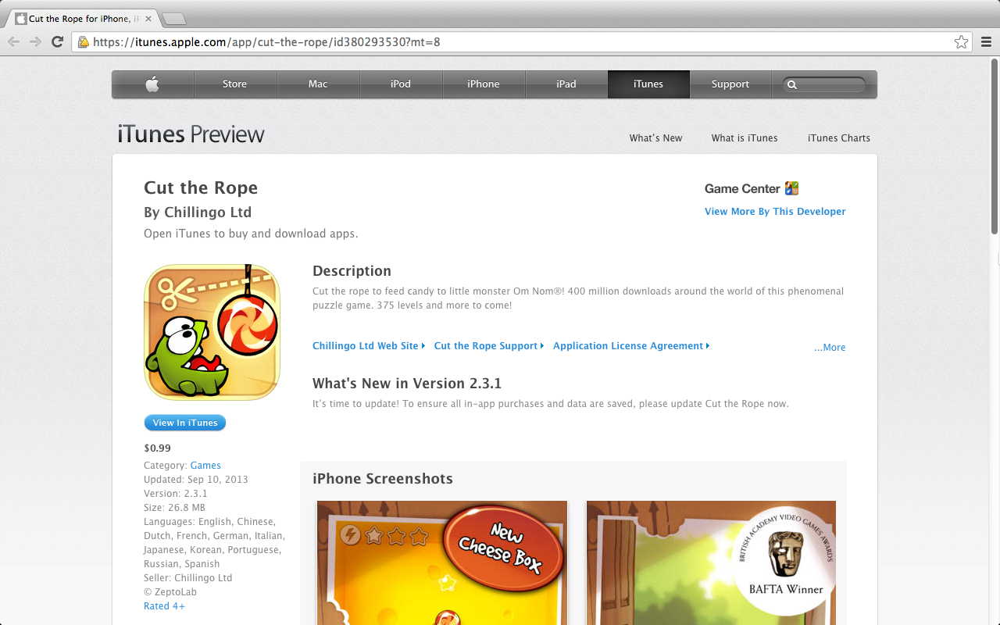 Cut the Rope for iPhone, iP
https://itunes.apple.com/app/cut-the-rope/id380293530?mt=8
Store Mac iPod iPhone iPad iTunes Support
iTunes Preview
What's New What is iTunes iTunes Charts
Cut the Rope
By Chillingo Ltd
Open iTunes to buy and download apps.
Game Center
View More By This Developer
Description
Cut the rope to feed candy to little monster Om Nom®! 400 million downloads around the world of this phenomenal
puzzle game. 375 levels and more to come!
Chillingo Ltd Web Site Cut the Rope Support Application License Agreement ...More
What's New in Version 2.3.1
It's time to update! To ensure all in-app purchases and data are saved, please update Cut the Rope now.
View In iTunes
$0.99
Category: Games
Updated: Sep 10, 2013
Version: 2.3.1
Size: 26.8 MB
Languages: English, Chinese,
Dutch, French, German, Italian,
Japanese, Korean, Portuguese,
Russian, Spanish
Seller: Chillingo Ltd
© ZeptoLab
Rated 4+
iPhone Screenshots
New
Cheese Box
BRITISH ACADEMY VIDEO GAMES AWARDS
BAFTA Winner